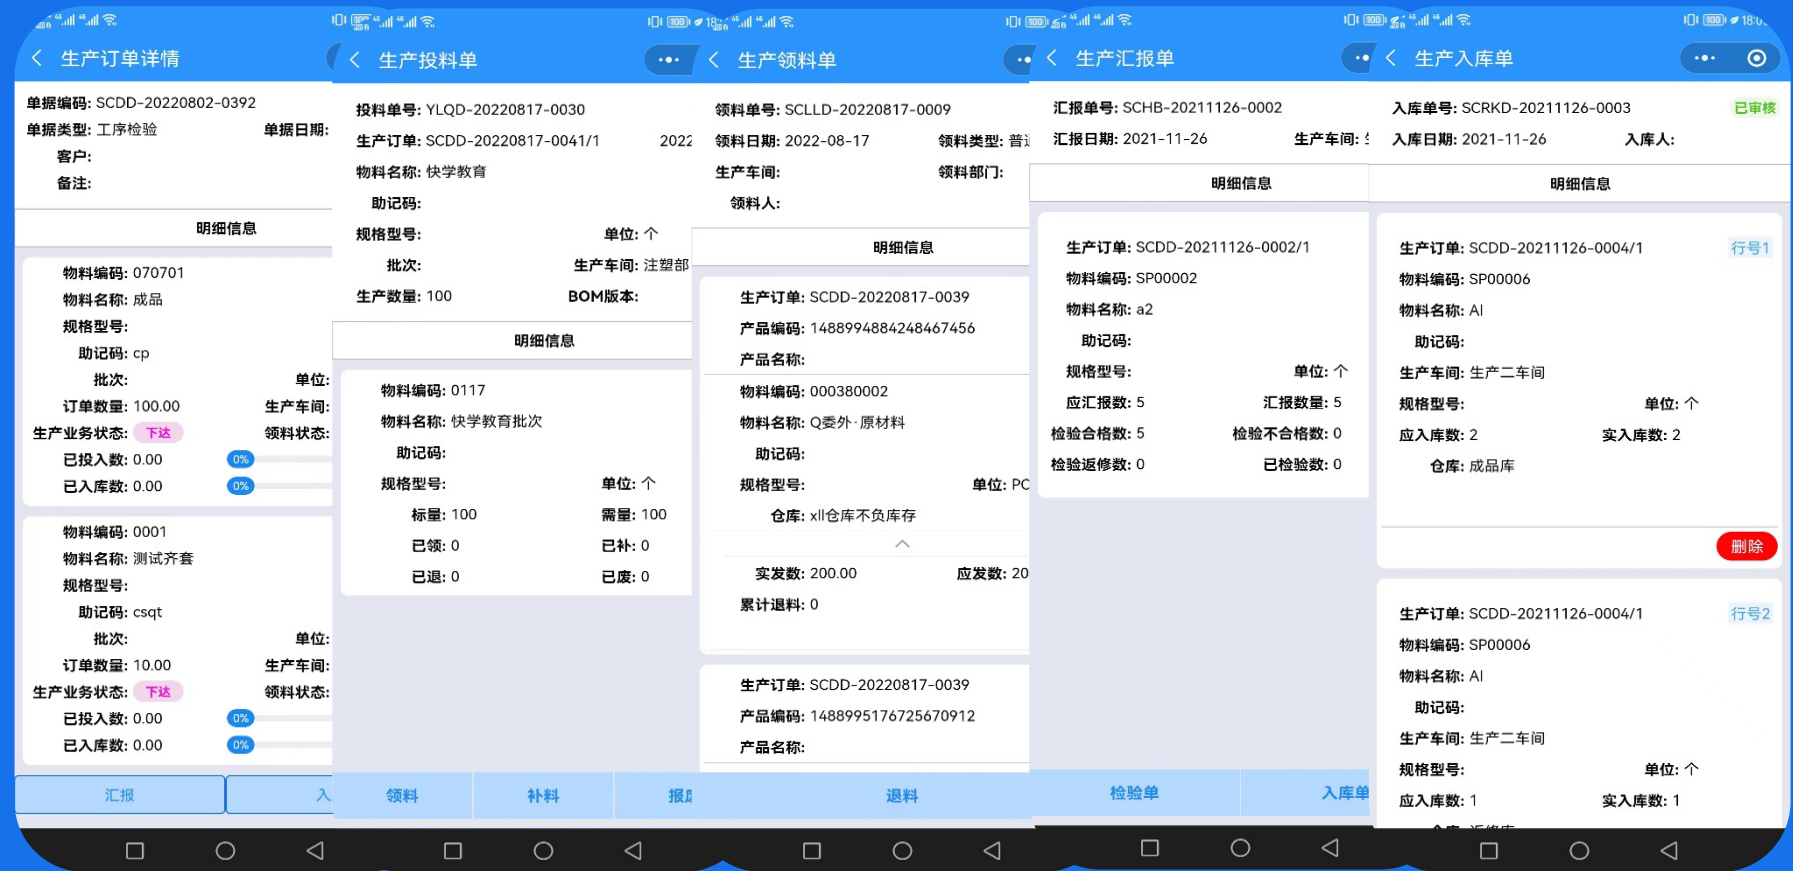 生产订单详情
单据编码: SCDD-20220802-0392
单据类型: 工序检验 单据日期:
客户:
备注:
明细信息
物料编码: 070701
物料名称: 成品
规格型号:
助记码: cp
批次: 单位:
订单数量: 100.00 生产车间:
生产业务状态: 下达 领料状态:
已投入数: 0.00 0%
已入库数: 0.00 0%
物料编码: 0001
物料名称: 测试齐套
规格型号:
助记码: csqt
批次: 单位:
订单数量: 10.00 生产车间:
生产业务状态: 下达 领料状态:
已投入数: 0.00 0%
已入库数: 0.00 0%
汇报 入
100
生产投料单
投料单号: YLQD-20220817-0030
生产订单: SCDD-20220817-0041/1 2022
物料名称: 快学教育
助记码:
规格型号: 单位: 个
批次: 生产车间: 注塑部
生产数量: 100 BOM版本:
明细信息
物料编码: 0117
物料名称: 快学教育批次
助记码:
规格型号: 单位: 个
标量: 100 需量: 100
已领: 0 已补: 0
已退: 0 已废: 0
领料 补料 报
100
生产领料单
领料单号: SCLLD-20220817-0009
领料日期: 2022-08-17 领料类型: 普
生产车间: 领料部门:
领料人:
明细信息
生产订单: SCDD-20220817-0039
产品编码: 1488994884248467456
产品名称:
物料编码: 000380002
物料名称: Q委外·原材料
助记码:
规格型号: 单位: PC
仓库: xll仓库不负库存
实发数: 200.00 应发数: 20
累计退料: 0
生产订单: SCDD-20220817-0039
产品编码: 1488995176725670912
产品名称:
退料
100
生产汇报单
汇报单号: SCHB-20211126-0002
汇报日期: 2021-11-26 生产车间:
明细信息
生产订单: SCDD-20211126-0002/1
物料编码: SP00002
物料名称: a2
助记码:
规格型号: 单位: 个
应汇报数: 5 汇报数量: 5
检验合格数: 5 检验不合格数: 0
检验返修数: 0 已检验数: 0
检验单 入库单
100
生产入库单
入库单号: SCRKD-20211126-0003 已审核
入库日期: 2021-11-26 入库人:
明细信息
生产订单: SCDD-20211126-0004/1 行号1
物料编码: SP00006
物料名称: AI
助记码:
生产车间: 生产二车间
规格型号: 单位: 个
应入库数: 2 实入库数: 2
仓库: 成品库
删除
生产订单: SCDD-20211126-0004/1 行号2
物料编码: SP00006
物料名称: AI
助记码:
生产车间: 生产二车间
规格型号: 单位: 个
应入库数: 1 实入库数: 1